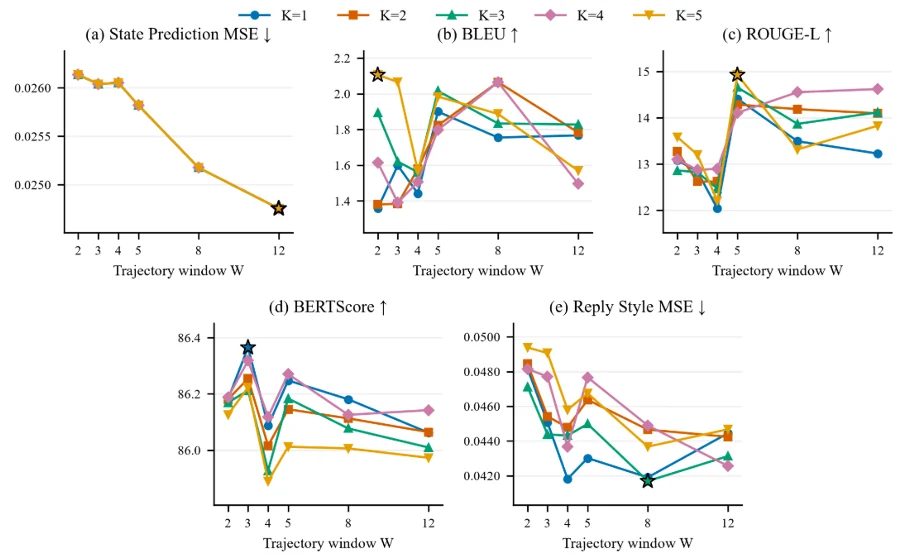 K=1 K=2 K=3 K=4 K=5
(a) State Prediction MSE ↓
0.0260
0.0255
0.0250
2 3 4 5 8 12
Trajectory window W
(b) BLEU ↑
2.2
2.0
1.8
1.6
1.4
2 3 4 5 8 12
Trajectory window W
(c) ROUGE-L ↑
15
14
13
12
2 3 4 5 8 12
Trajectory window W
(d) BERTScore ↑
86.4
86.2
86.0
2 3 4 5 8 12
Trajectory window W
(e) Reply Style MSE ↓
0.0500
0.0480
0.0460
0.0440
0.0420
2 3 4 5 8 12
Trajectory window W